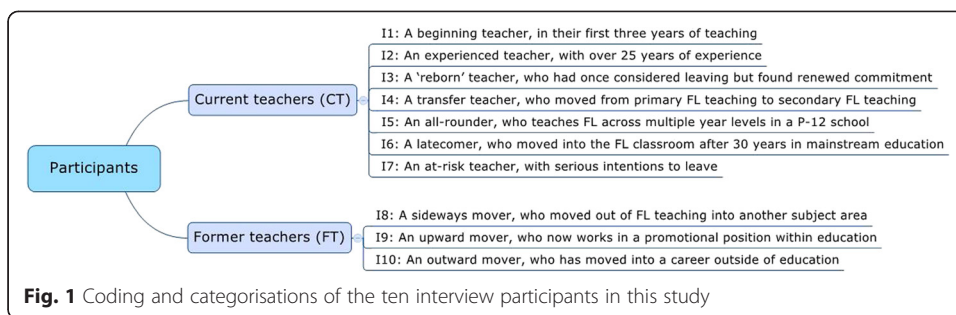 I1: A beginning teacher, in their first three years of teaching
I2: An experienced teacher, with over 25 years of experience
I3: A ‘reborn’ teacher, who had once considered leaving but found renewed commitment
Current teachers (CT)
I4: A transfer teacher, who moved from primary FL teaching to secondary FL teaching
I5: An all-rounder, who teaches FL across multiple year levels in a P-12 school
I6: A latecomer, who moved into the FL classroom after 30 years in mainstream education
Participants
I7: An at-risk teacher, with serious intentions to leave
I8: A sideways mover, who moved out of FL teaching into another subject area
Former teachers (FT)
I9: An upward mover, who now works in a promotional position within education
I10: An outward mover, who has moved into a career outside of education
Fig. 1 Coding and categorisations of the ten interview participants in this study